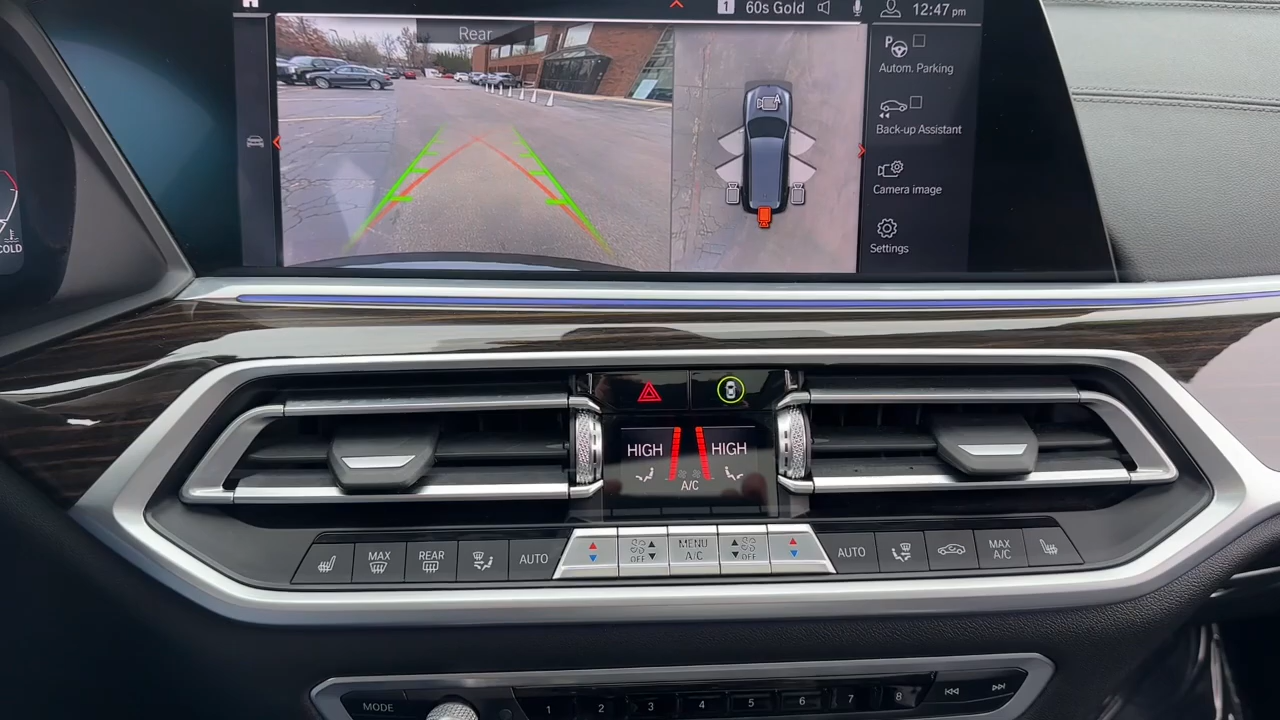 1 60s Gold 12:47 pm
Rear
P
Autom. Parking
A
Back-up Assistant
Camera image
Settings
COLD
HIGH HIGH
A/C
MAX
REAR
AUTO
OFF
MENU
A/C
OFF
AUTO
MAX
A/C
MODE
1 2 3 4 5 6 7 8